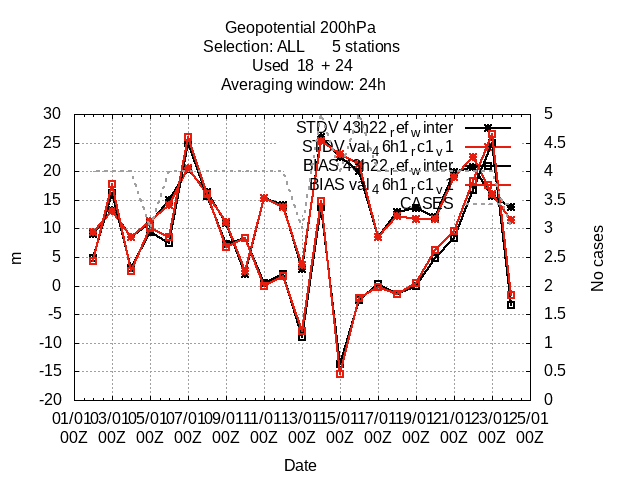 Geopotential 200hPa
Selection: ALL 5 stations
Used 18 + 24
Averaging window: 24h
30 5
STDV 43h22_ref_winter
25 4.5
STDV val_46h1_rc1_v1
20 BIAS 43h22_ref_winter 4
BIAS val_46h1_rc1_v1
15 CASES 3.5
10 3
5 2.5
0 2
-5 1.5
-10 1
-15 0.5
-20 0
m
No cases
01/01 03/01 05/01 07/01 09/01 11/01 13/01 15/01 17/01 19/01 21/01 23/01 25/01
00Z 00Z 00Z 00Z 00Z 00Z 00Z 00Z 00Z 00Z 00Z 00Z 00Z
Date